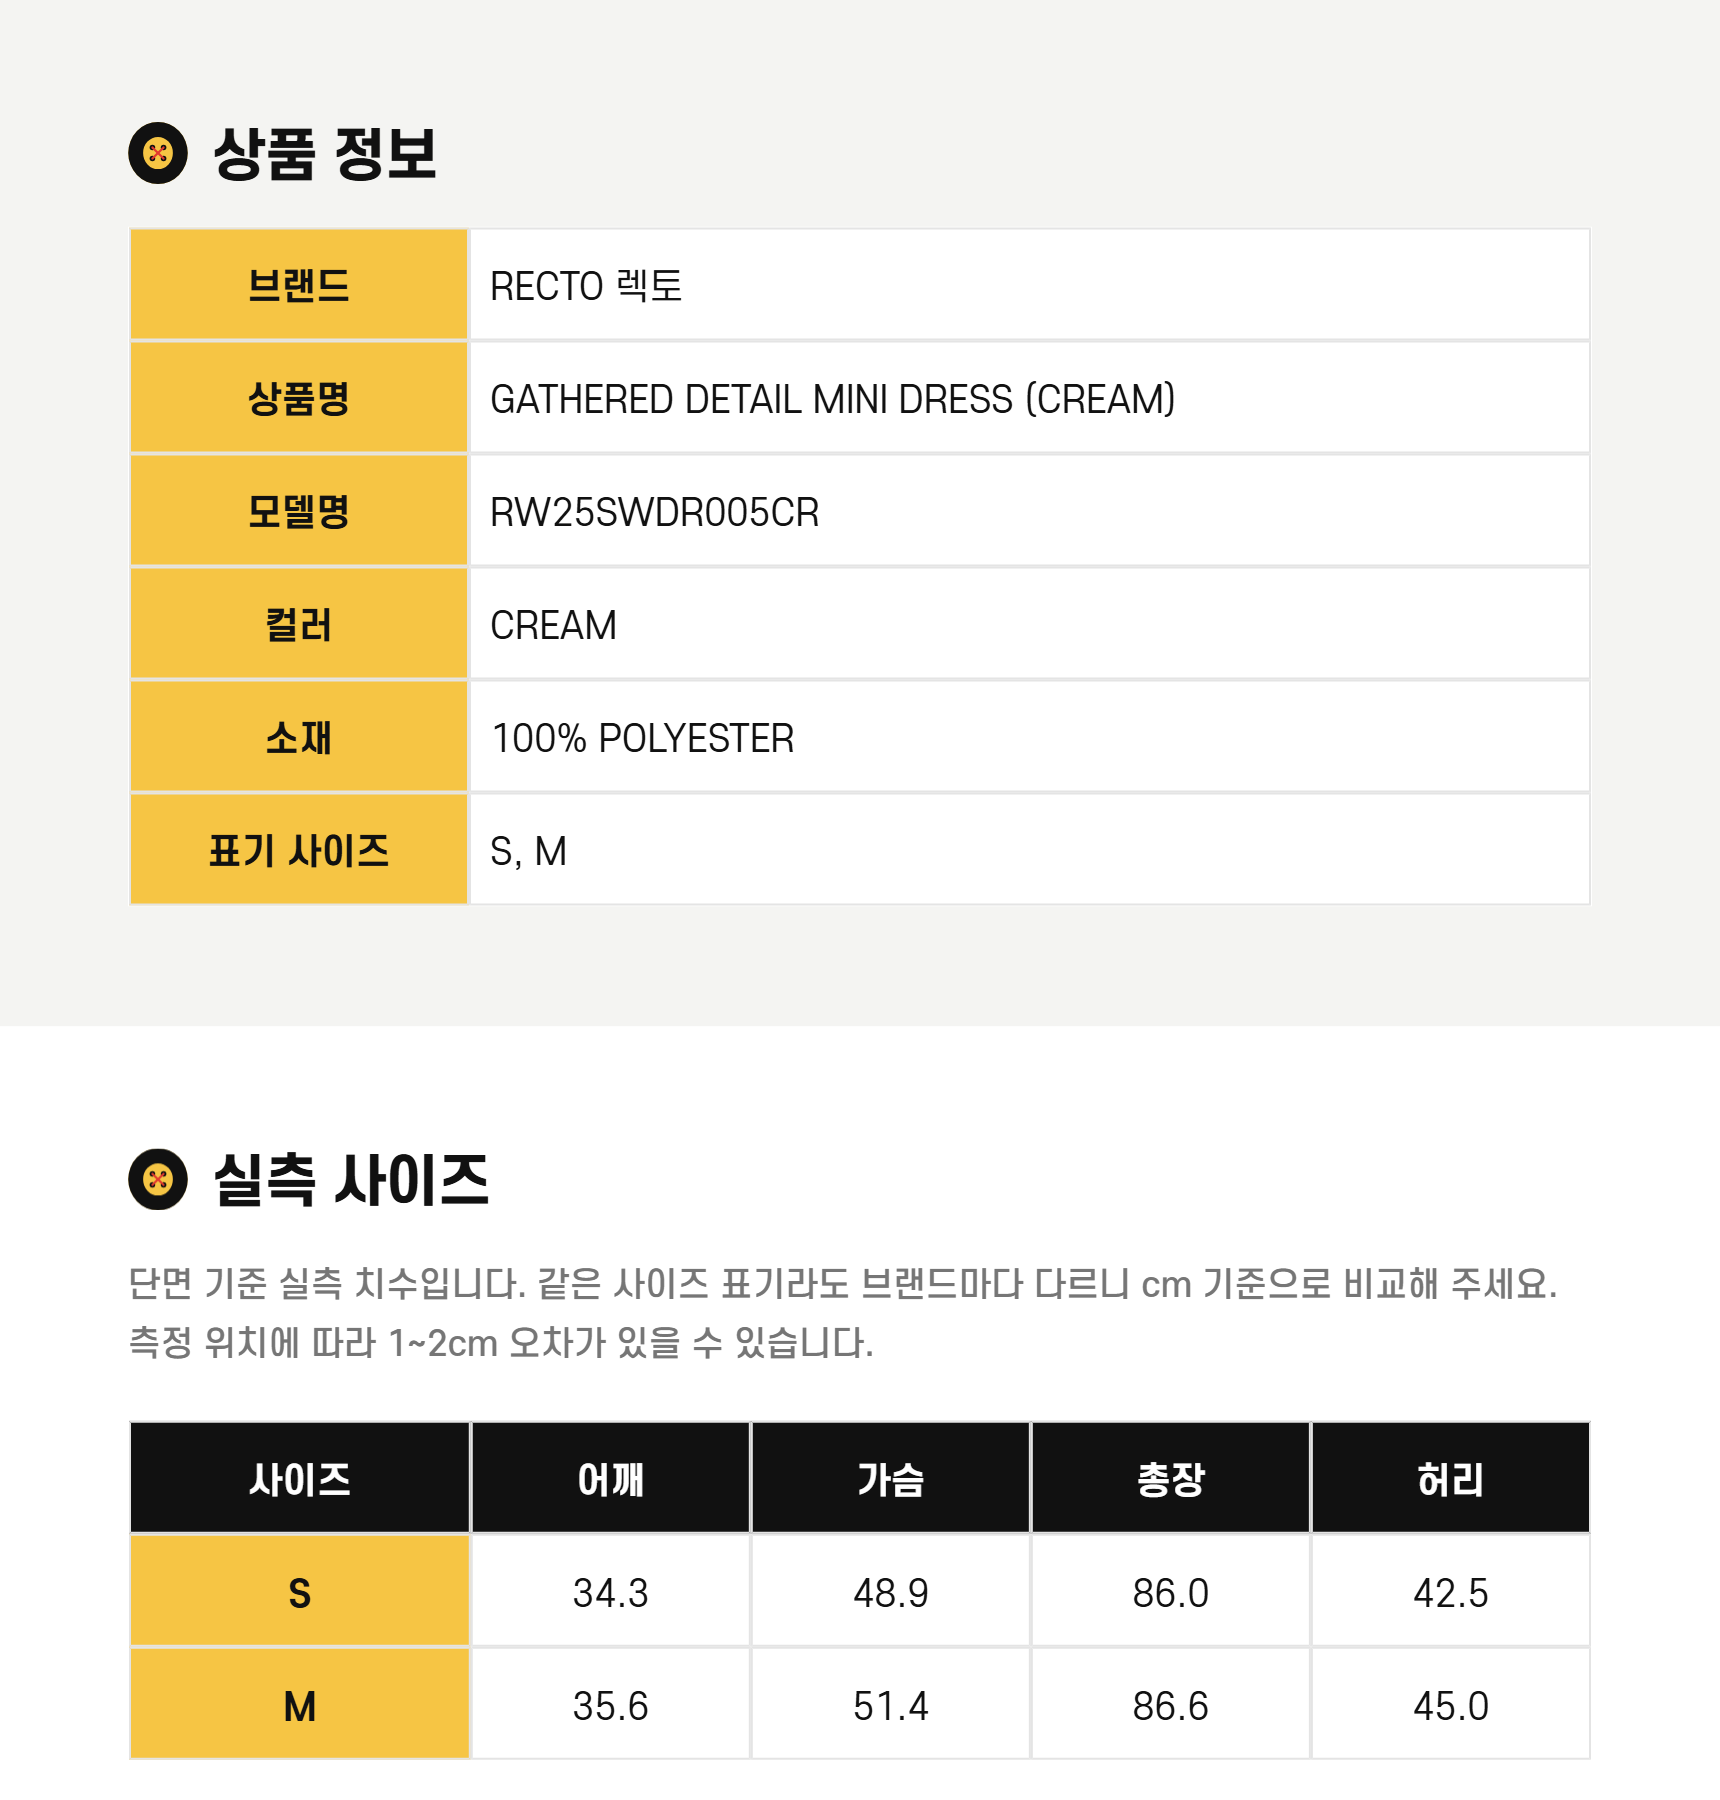 상품 정보
브랜드 RECTO 렉토
상품명 GATHERED DETAIL MINI DRESS (CREAM)
모델명 RW25SWDR005CR
컬러 CREAM
소재 100% POLYESTER
표기 사이즈 S, M
실측 사이즈
단면 기준 실측 치수입니다. 같은 사이즈 표기라도 브랜드마다 다르니 cm 기준으로 비교해 주세요.
측정 위치에 따라 1~2cm 오차가 있을 수 있습니다.
사이즈 어깨 가슴 총장 허리
S 34.3 48.9 86.0 42.5
M 35.6 51.4 86.6 45.0